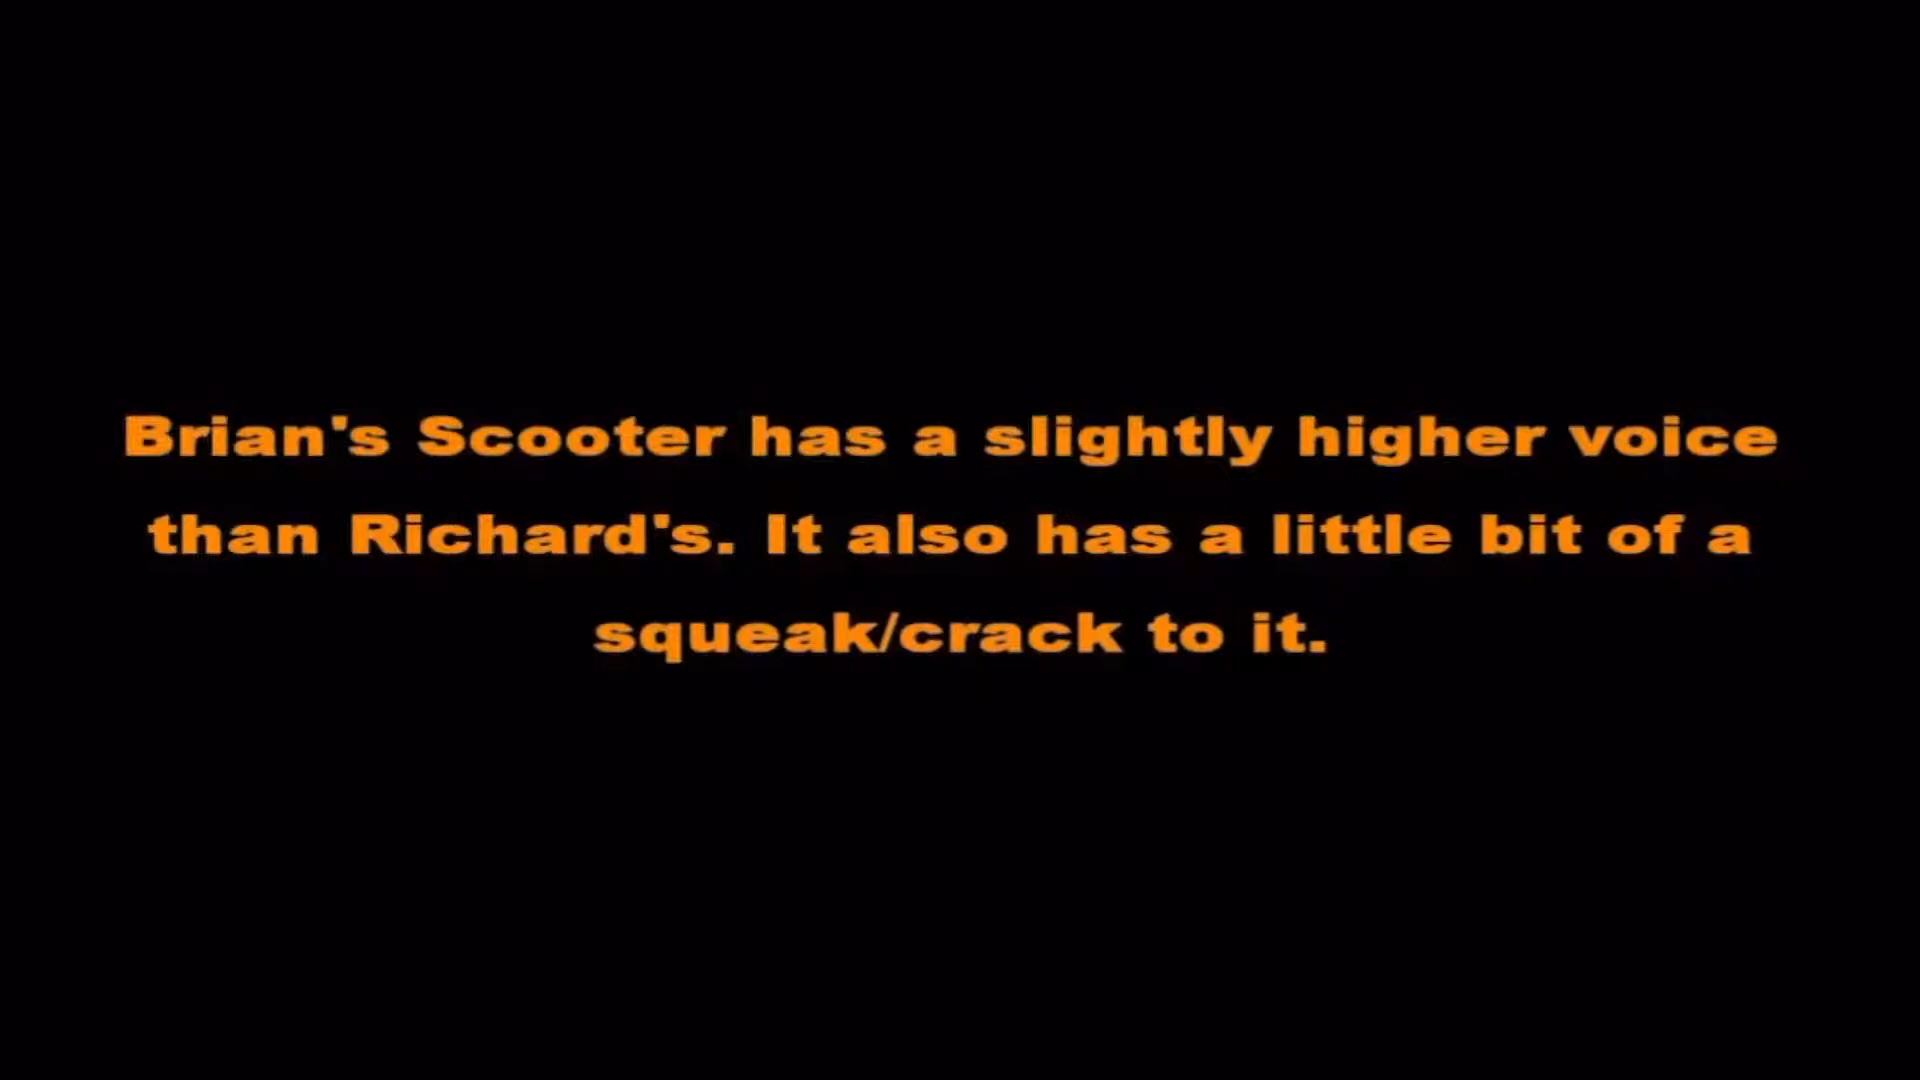 Brian's Scooter has a slightly higher voice
than Richard's. It also has a little bit of a
squeak/crack to it.